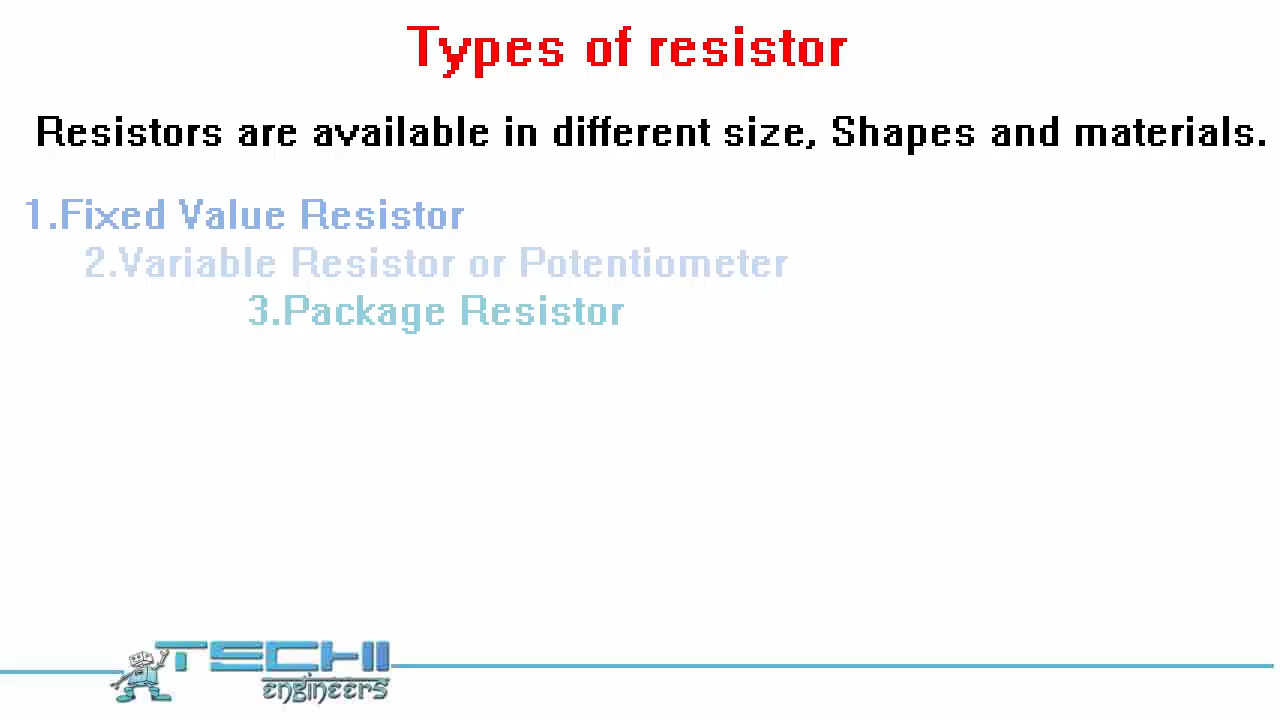 Types of resistor
Resistors are available in different size, Shapes and materials.
1.Fixed Value Resistor
2.Variable Resistor or Potentiometer
3.Package Resistor
TECHII
engineers